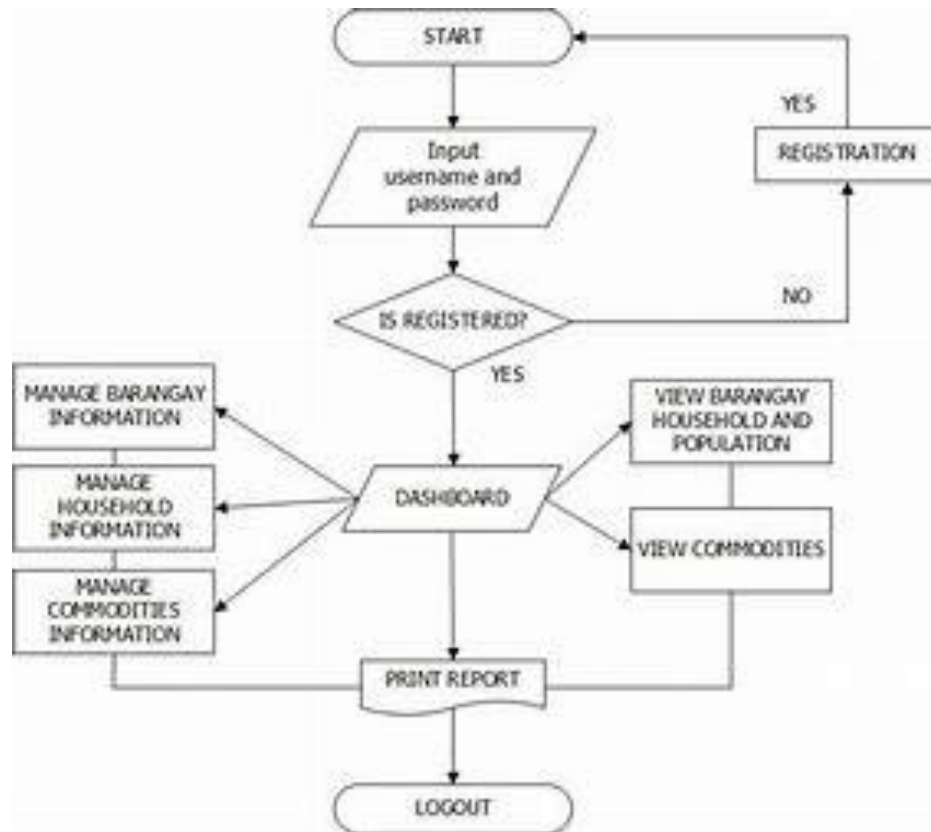 START
YES
REGISTRATION
Input
username and
password
NO
IS REGISTERED?
YES
MANAGE BARANGAY
INFORMATION
VIEW BARANGAY
HOUSEHOLD AND
POPULATION
MANAGE
HOUSEHOLD
INFORMATION
DASHBOARD
VIEW COMMODITIES
MANAGE
COMMODITIES
INFORMATION
PRINT REPORT
LOGOUT